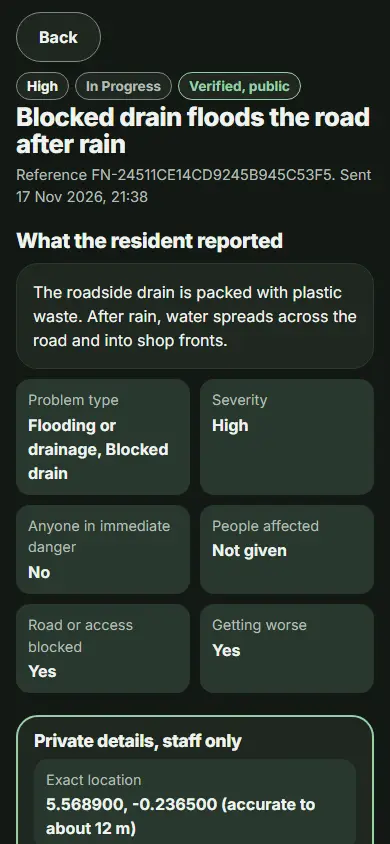 Back
High
In Progress
Verified, public
Blocked drain floods the road
after rain
Reference FN-24511CE14CD9245B945C53F5. Sent
17 Nov 2026, 21:38
What the resident reported
The roadside drain is packed with plastic
waste. After rain, water spreads across the
road and into shop fronts.
Problem type
Flooding or
drainage, Blocked
drain
Severity
High
Anyone in immediate
danger
No
People affected
Not given
Road or access
blocked
Yes
Getting worse
Yes
Private details, staff only
Exact location
5.568900, -0.236500 (accurate to
about 12 m)